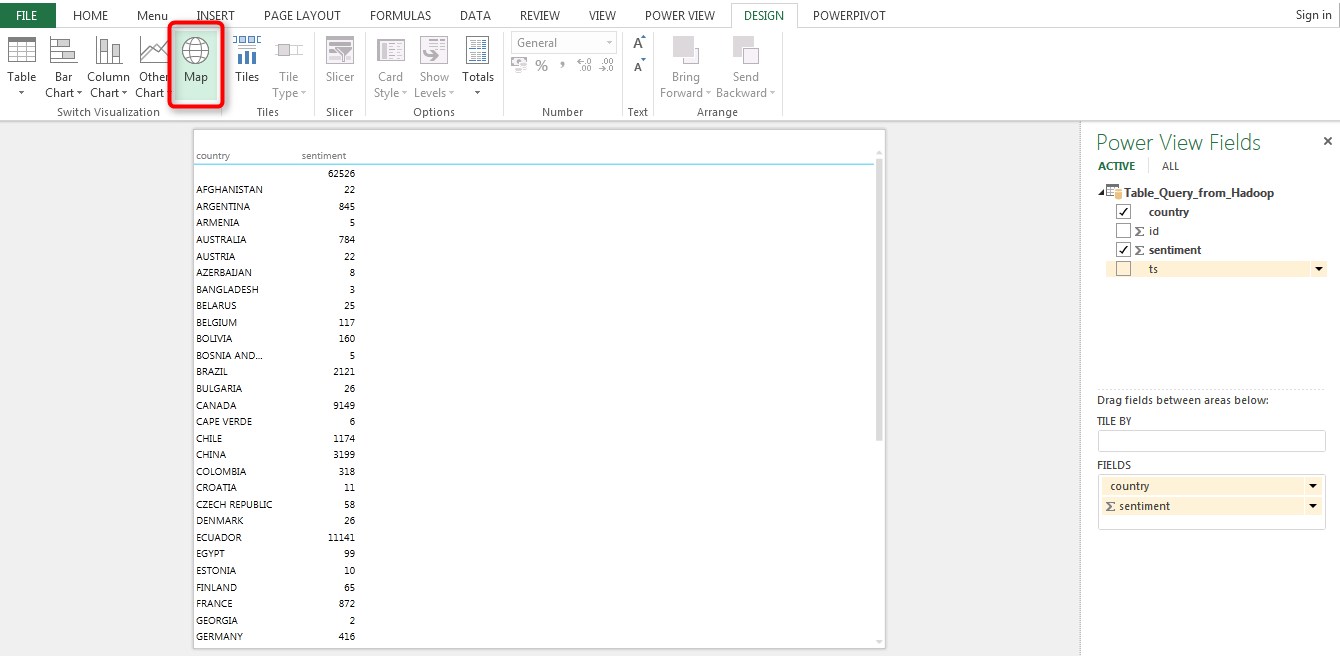 FILE HOME Menu INSERT PAGE LAYOUT FORMULAS DATA REVIEW VIEW POWER VIEW DESIGN POWERPIVOT Sign in
Table Bar Chart Column Chart Other Chart Map Tiles Tile Type Slicer Card Style Show Levels Totals General % , .00 .00 A A Bring Forward Send Backward
Switch Visualization Tiles Slicer Options Number Text Arrange
country sentiment
62526
AFGHANISTAN 22
ARGENTINA 845
ARMENIA 5
AUSTRALIA 784
AUSTRIA 22
AZERBAIJAN 8
BANGLADESH 3
BELARUS 25
BELGIUM 117
BOLIVIA 160
BOSNIA AND... 5
BRAZIL 2121
BULGARIA 26
CANADA 9149
CAPE VERDE 6
CHILE 1174
CHINA 3199
COLOMBIA 318
CROATIA 11
CZECH REPUBLIC 58
DENMARK 26
ECUADOR 11141
EGYPT 99
ESTONIA 10
FINLAND 65
FRANCE 872
GEORGIA 2
GERMANY 416
Power View Fields
ACTIVE ALL
Table_Query_from_Hadoop
country
Σ id
Σ sentiment
ts
Drag fields between areas below:
TILE BY
FIELDS
country
Σ sentiment